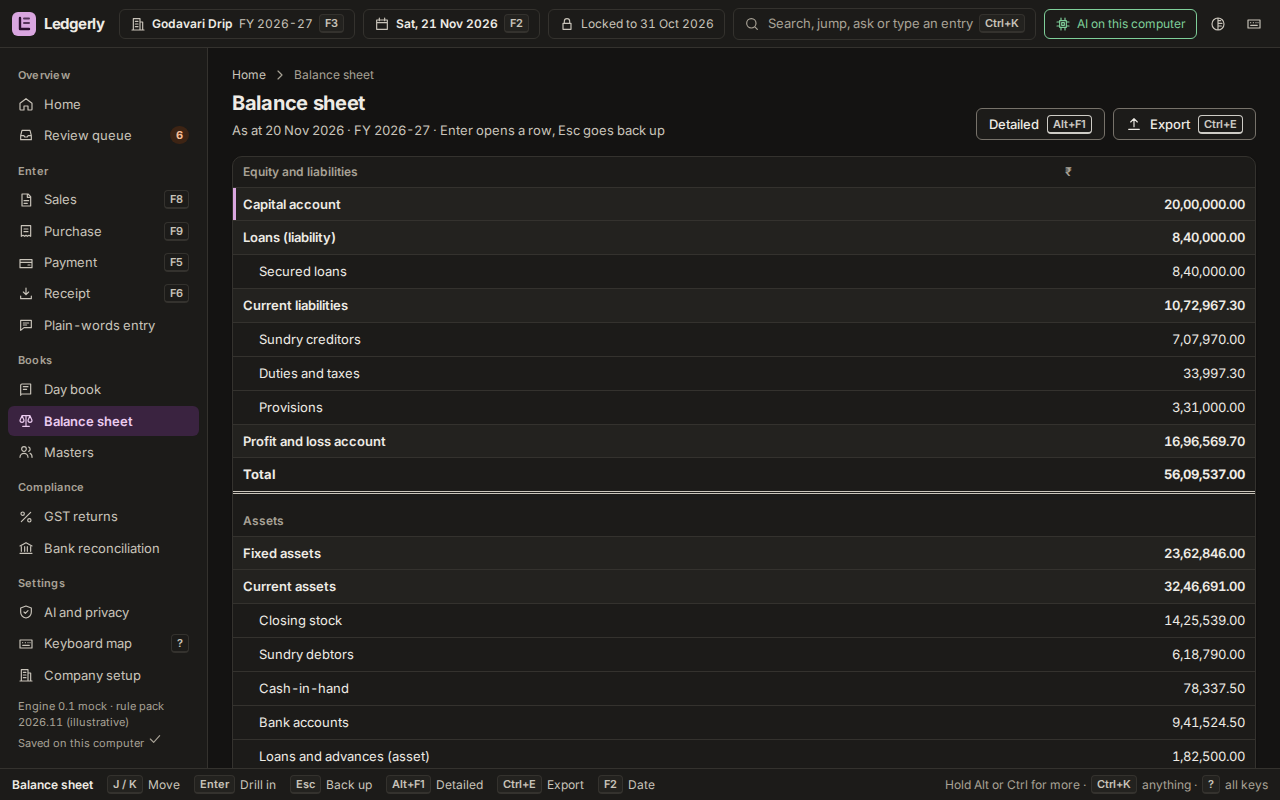 Ledgerly
Godavari Drip FY 2026-27 F3
Sat, 21 Nov 2026 F2
Locked to 31 Oct 2026
Search, jump, ask or type an entry Ctrl+K
AI on this computer
Overview
Home
Review queue 6
Enter
Sales F8
Purchase F9
Payment F5
Receipt F6
Plain-words entry
Books
Day book
Balance sheet
Masters
Compliance
GST returns
Bank reconciliation
Settings
AI and privacy
Keyboard map ?
Company setup
Engine 0.1 mock · rule pack
2026.11 (illustrative)
Saved on this computer
Home > Balance sheet
Balance sheet
As at 20 Nov 2026 · FY 2026-27 · Enter opens a row, Esc goes back up
Detailed Alt+F1
Export Ctrl+E
Equity and liabilities ₹
Capital account 20,00,000.00
Loans (liability) 8,40,000.00
Secured loans 8,40,000.00
Current liabilities 10,72,967.30
Sundry creditors 7,07,970.00
Duties and taxes 33,997.30
Provisions 3,31,000.00
Profit and loss account 16,96,569.70
Total 56,09,537.00
Assets
Fixed assets 23,62,846.00
Current assets 32,46,691.00
Closing stock 14,25,539.00
Sundry debtors 6,18,790.00
Cash-in-hand 78,337.50
Bank accounts 9,41,524.50
Loans and advances (asset) 1,82,500.00
Balance sheet J / K Move Enter Drill in Esc Back up Alt+F1 Detailed Ctrl+E Export F2 Date
Hold Alt or Ctrl for more · Ctrl+K anything · ? all keys